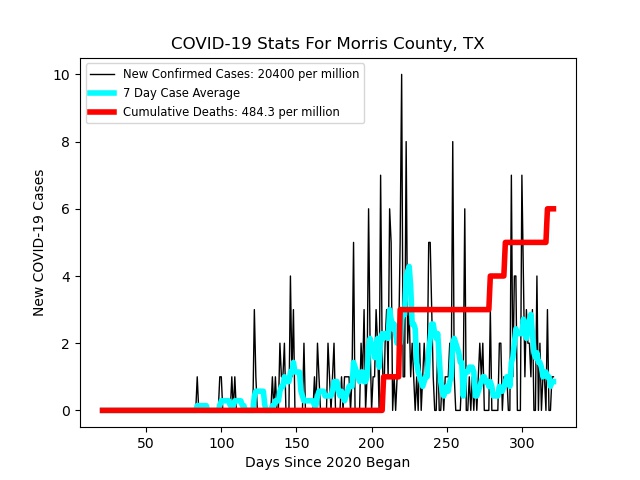 COVID-19 Stats For Morris County, TX
New Confirmed Cases: 20400 per million
7 Day Case Average
Cumulative Deaths: 484.3 per million
New COVID-19 Cases
10
8
6
4
2
0
50 100 150 200 250 300
Days Since 2020 Began